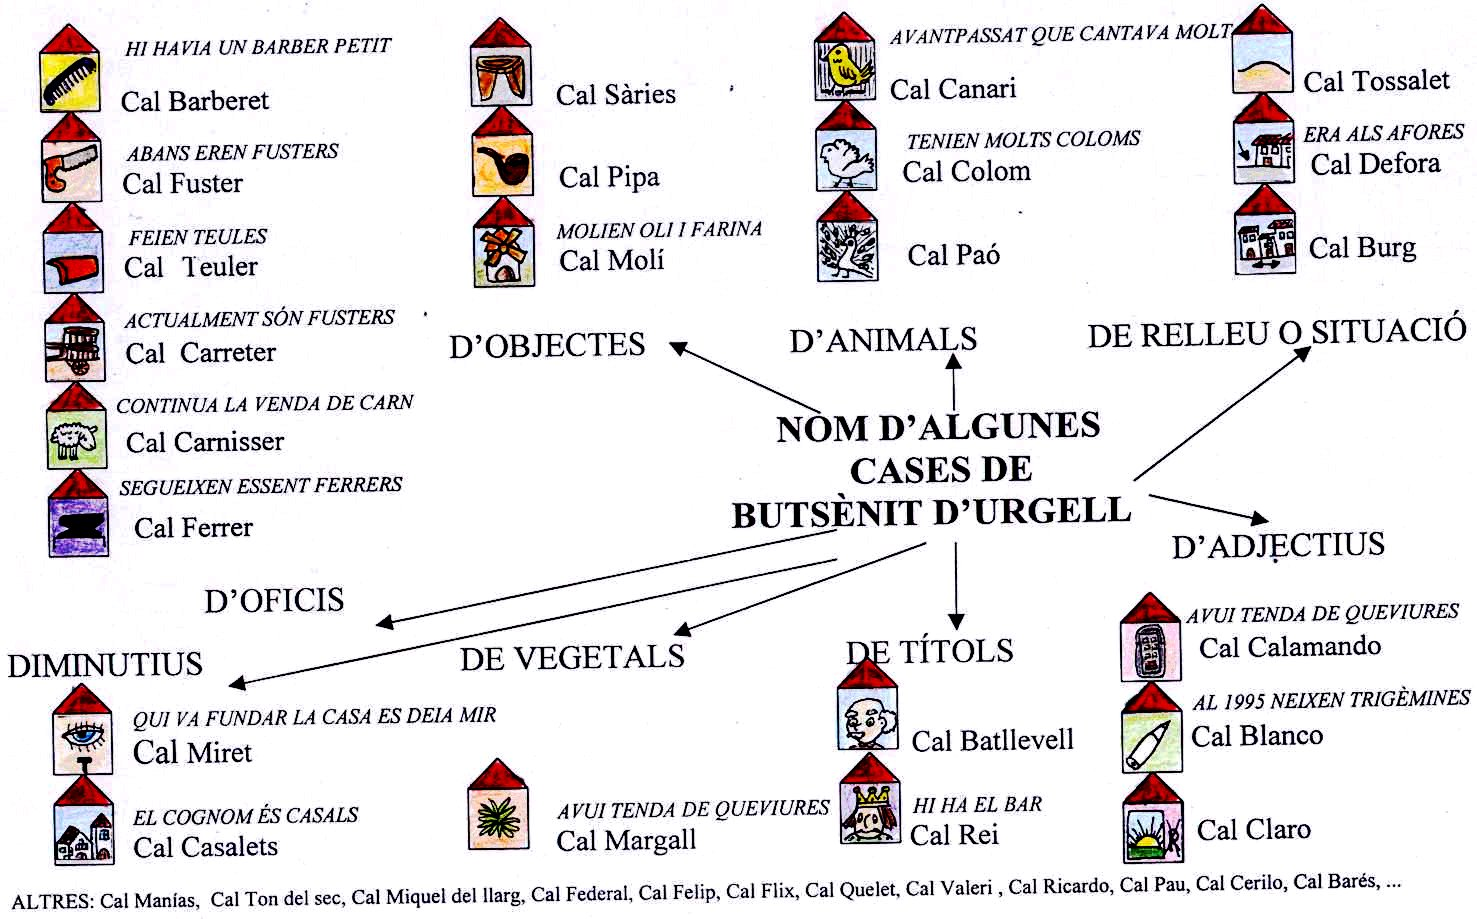 HI HAVIA UN BARBER PETIT
Cal Barberet
ABANS EREN FUSTERS
Cal Fuster
FEIEN TEULES
Cal Teuler
ACTUALMENT SÓN FUSTERS
Cal Carreter
CONTINUA LA VENDA DE CARN
Cal Carnisser
SEGUEIXEN ESSENT FERRERS
Cal Ferrer
D'OFICIS
Cal Sàries
Cal Pipa
MOLIEN OLI I FARINA
Cal Molí
D'OBJECTES
AVANTPASSAT QUE CANTAVA MOLT
Cal Canari
TENIEN MOLTS COLOMS
Cal Colom
Cal Paó
D'ANIMALS
Cal Tossalet
ERA ALS AFORES
Cal Defora
Cal Burg
DE RELLEU O SITUACIÓ
NOM D'ALGUNES
CASES DE
BUTSÈNIT D'URGELL
D'ADJECTIUS
AVUI TENDA DE QUEVIURES
Cal Calamando
AL 1995 NEIXEN TRIGÈMINES
Cal Blanco
Cal Claro
DIMINUTIUS
QUI VA FUNDAR LA CASA ES DEIA MIR
Cal Miret
EL COGNOM ÉS CASALS
Cal Casalets
DE VEGETALS
AVUI TENDA DE QUEVIURES
Cal Margall
DE TÍTOLS
Cal Batllevell
HI HA EL BAR
Cal Rei
ALTRES: Cal Manías, Cal Ton del sec, Cal Miquel del llarg, Cal Federal, Cal Felip, Cal Flix, Cal Quelet, Cal Valeri , Cal Ricardo, Cal Pau, Cal Cerilo, Cal Barés, ...